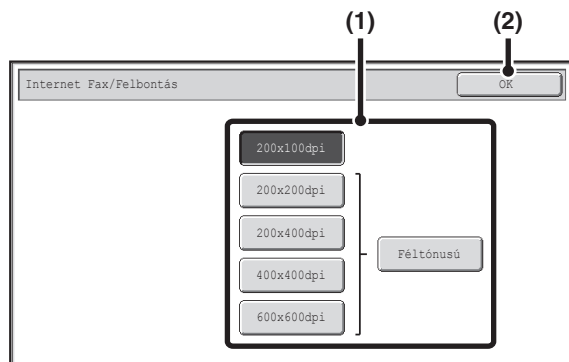 (1) (2)
Internet Fax/Felbontás OK
200x100dpi
200x200dpi
200x400dpi
Féltónusú
400x400dpi
600x600dpi